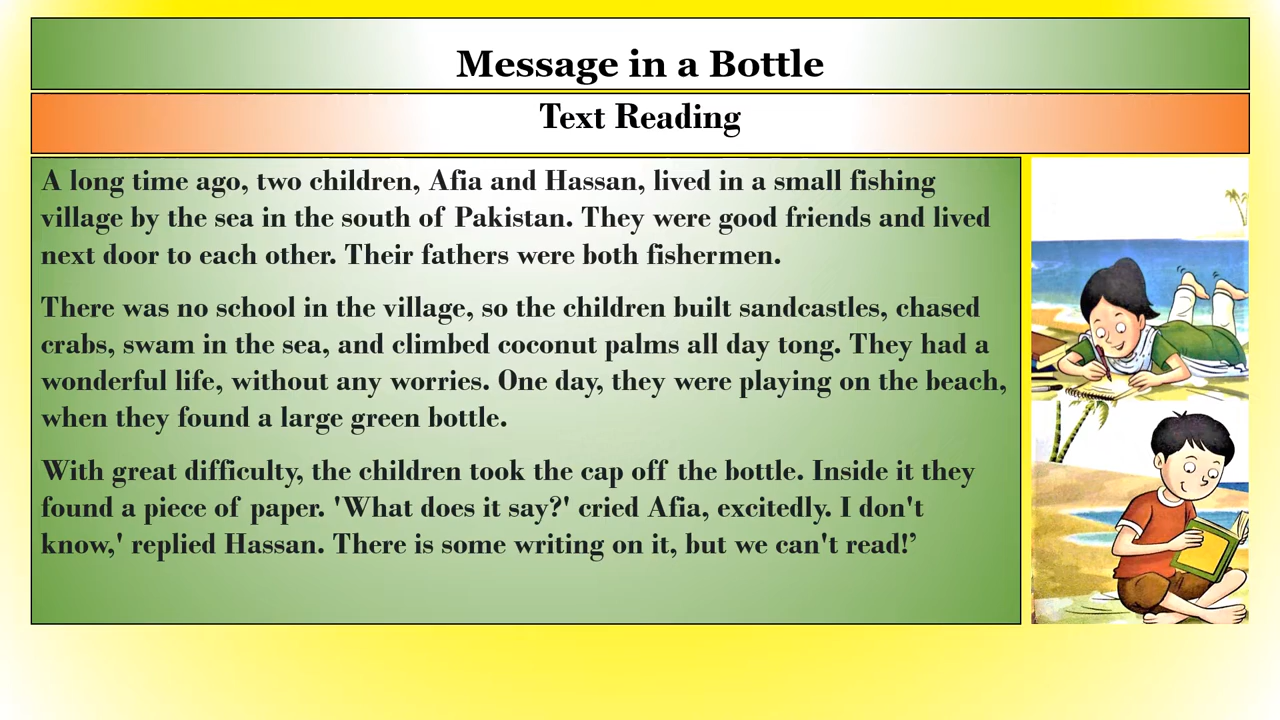 Message in a Bottle
Text Reading
A long time ago, two children, Afia and Hassan, lived in a small fishing
village by the sea in the south of Pakistan. They were good friends and lived
next door to each other. Their fathers were both fishermen.
There was no school in the village, so the children built sandcastles, chased
crabs, swam in the sea, and climbed coconut palms all day tong. They had a
wonderful life, without any worries. One day, they were playing on the beach,
when they found a large green bottle.
With great difficulty, the children took the cap off the bottle. Inside it they
found a piece of paper. 'What does it say?' cried Afia, excitedly. I don't
know,' replied Hassan. There is some writing on it, but we can't read!’